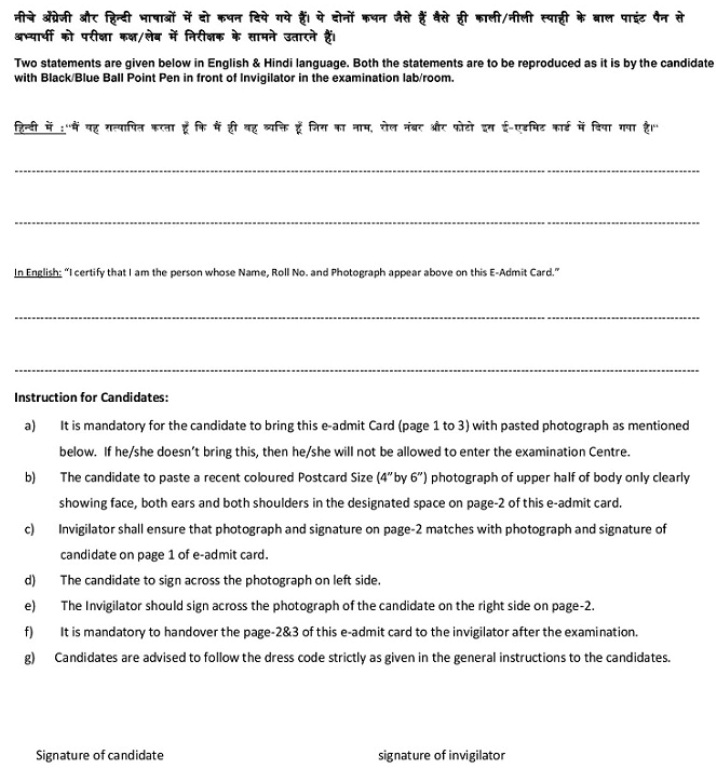 नीचे अँग्रेजी और हिन्दी भाषाओं में दो कथन दिये गये हैं। ये दोनों कथन जैसे हैं वैसे ही काली/नीली स्याही के बाल पाइंट पैन से
अभ्यार्थी को परीक्षा कक्ष/लेब में निरीक्षक के सामने उतारने हैं।
Two statements are given below in English & Hindi language. Both the statements are to be reproduced as it is by the candidate
with Black/Blue Ball Point Pen in front of Invigilator in the examination lab/room.
हिन्दी में :"मैं यह सत्यापित करता हूँ कि मैं ही वह व्यक्ति हूँ जिस का नाम, रोल नंबर और फोटो इस ई-एडमिट कार्ड में दिया गया है।"
In English: "I certify that I am the person whose Name, Roll No. and Photograph appear above on this E-Admit Card."
Instruction for Candidates:
a) It is mandatory for the candidate to bring this e-admit Card (page 1 to 3) with pasted photograph as mentioned
below. If he/she doesn't bring this, then he/she will not be allowed to enter the examination Centre.
b) The candidate to paste a recent coloured Postcard Size (4"by 6") photograph of upper half of body only clearly
showing face, both ears and both shoulders in the designated space on page-2 of this e-admit card.
c) Invigilator shall ensure that photograph and signature on page-2 matches with photograph and signature of
candidate on page 1 of e-admit card.
d) The candidate to sign across the photograph on left side.
e) The Invigilator should sign across the photograph of the candidate on the right side on page-2.
f) It is mandatory to handover the page-2&3 of this e-admit card to the invigilator after the examination.
g) Candidates are advised to follow the dress code strictly as given in the general instructions to the candidates.
Signature of candidate signature of invigilator